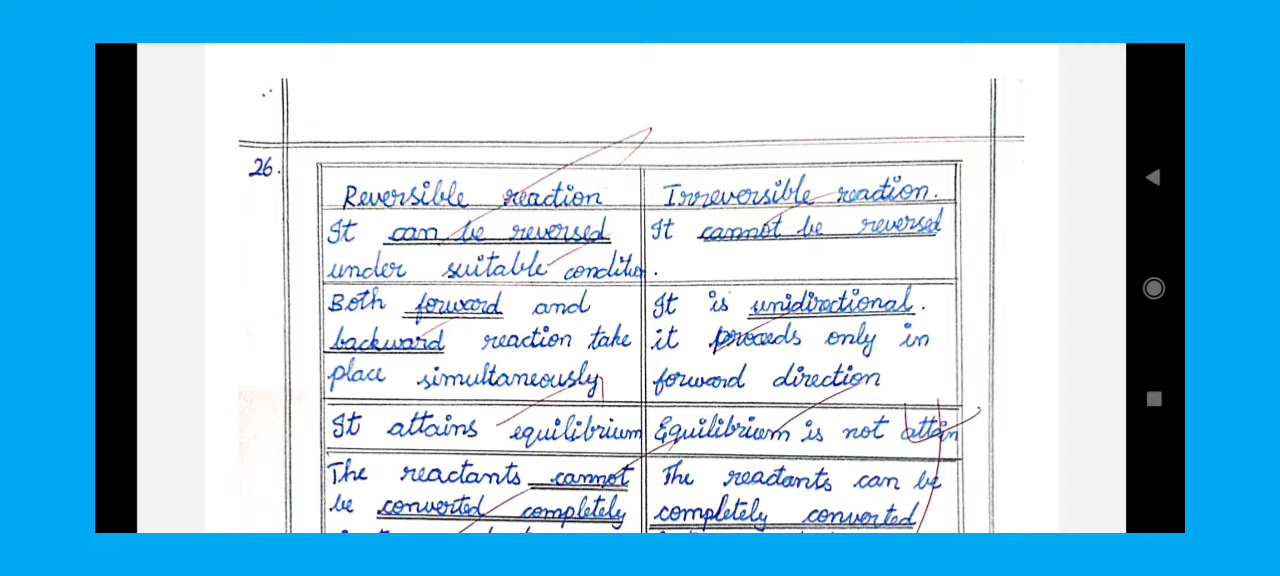 26.
Reversible reaction
Irreversible reaction.
It can be reversed
under suitable condition.
It cannot be reversed
Both forward and
backward reaction take
place simultaneously
It is unidirectional.
it proceeds only in
forward direction
It attains equilibrium
Equilibrium is not attain
The reactants cannot
be converted completely
The reactants can be
completely converted